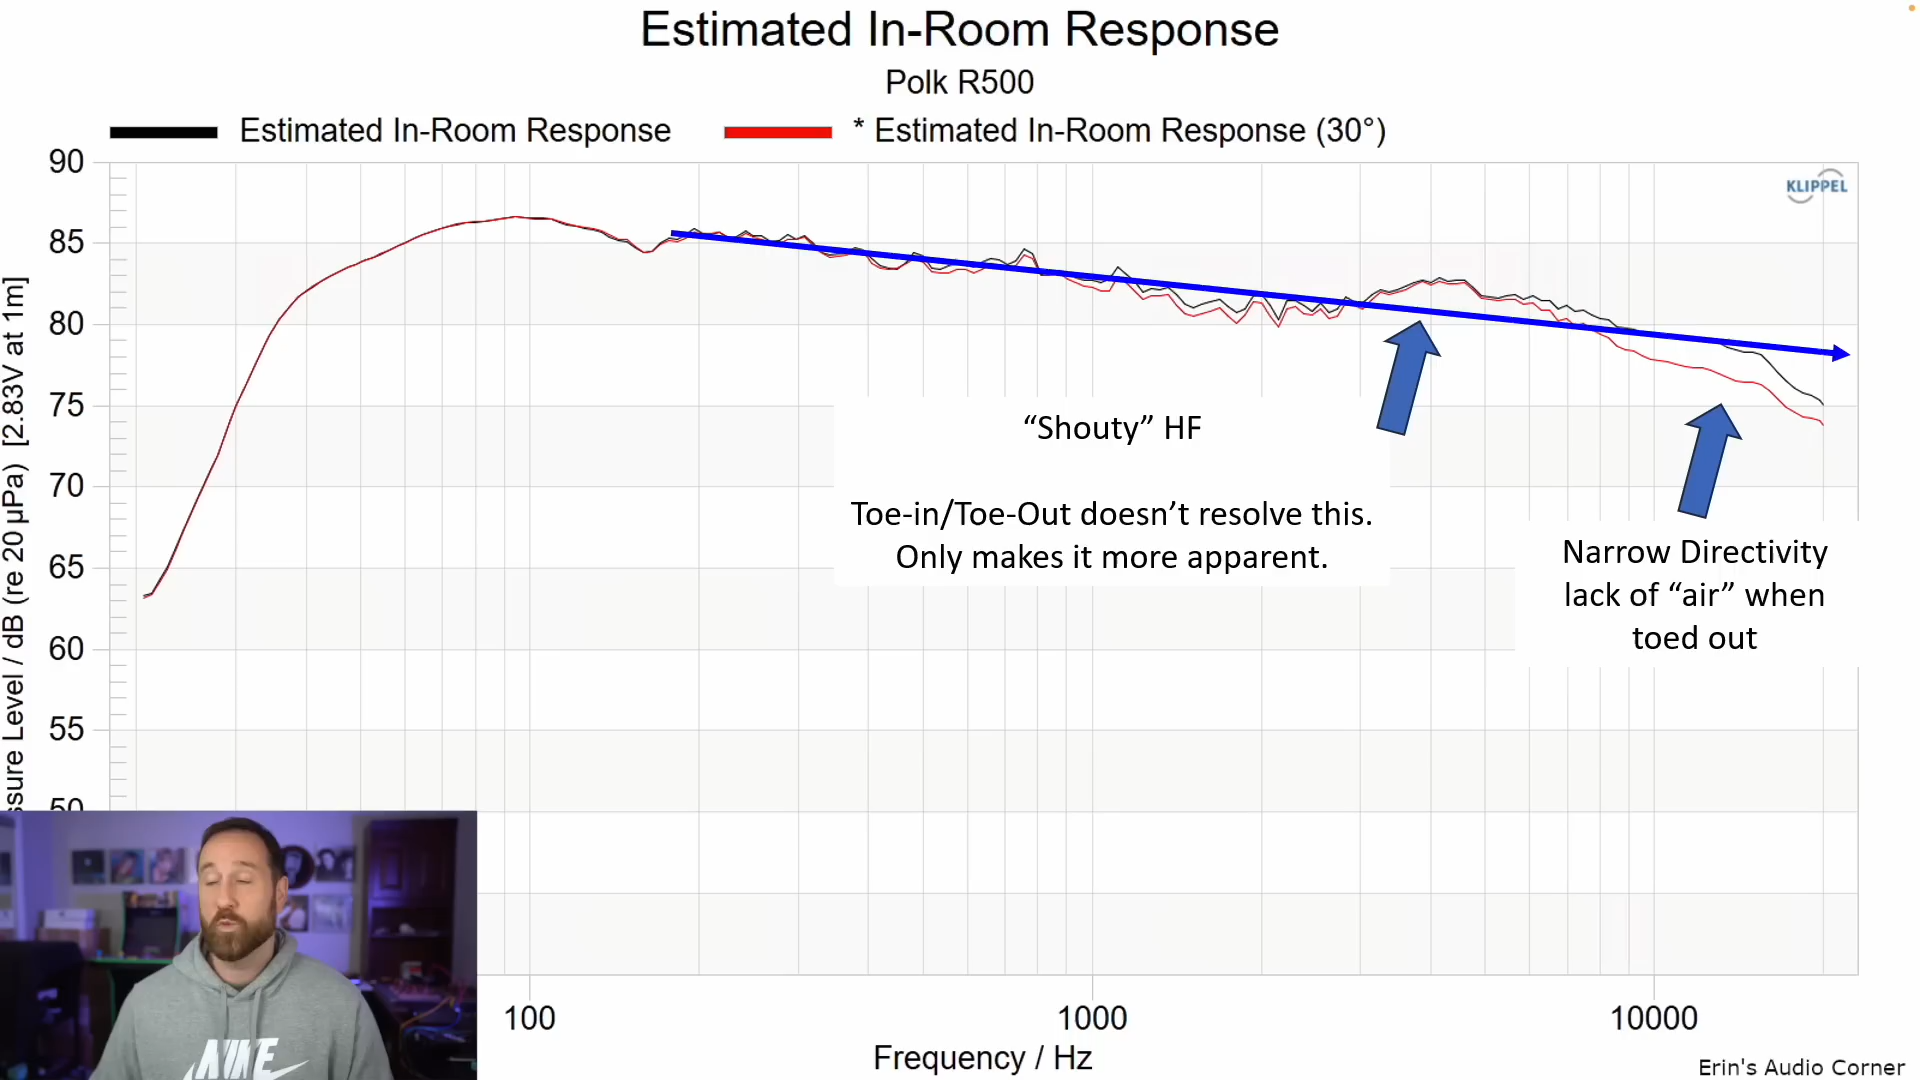 Estimated In-Room Response
Polk R500
Estimated In-Room Response
* Estimated In-Room Response (30°)
KLIPPEL
90
85
80
75
70
65
60
55
50
ssure Level / dB (re 20 µPa) [2.83V at 1m]
“Shouty” HF
Toe-in/Toe-Out doesn’t resolve this.
Only makes it more apparent.
Narrow Directivity
lack of “air” when
toed out
100
1000
10000
Frequency / Hz
NIKE
Erin's Audio Corner